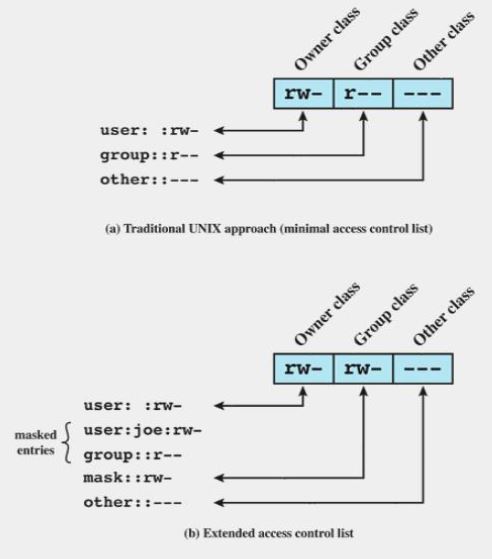 Owner class
Group class
Other class
rw- r-- ---
user: :rw-
group::r--
other::---
(a) Traditional UNIX approach (minimal access control list)
Owner class
Group class
Other class
rw- rw- ---
user: :rw-
masked
entries
user:joe:rw-
group::r--
mask::rw-
other::---
(b) Extended access control list